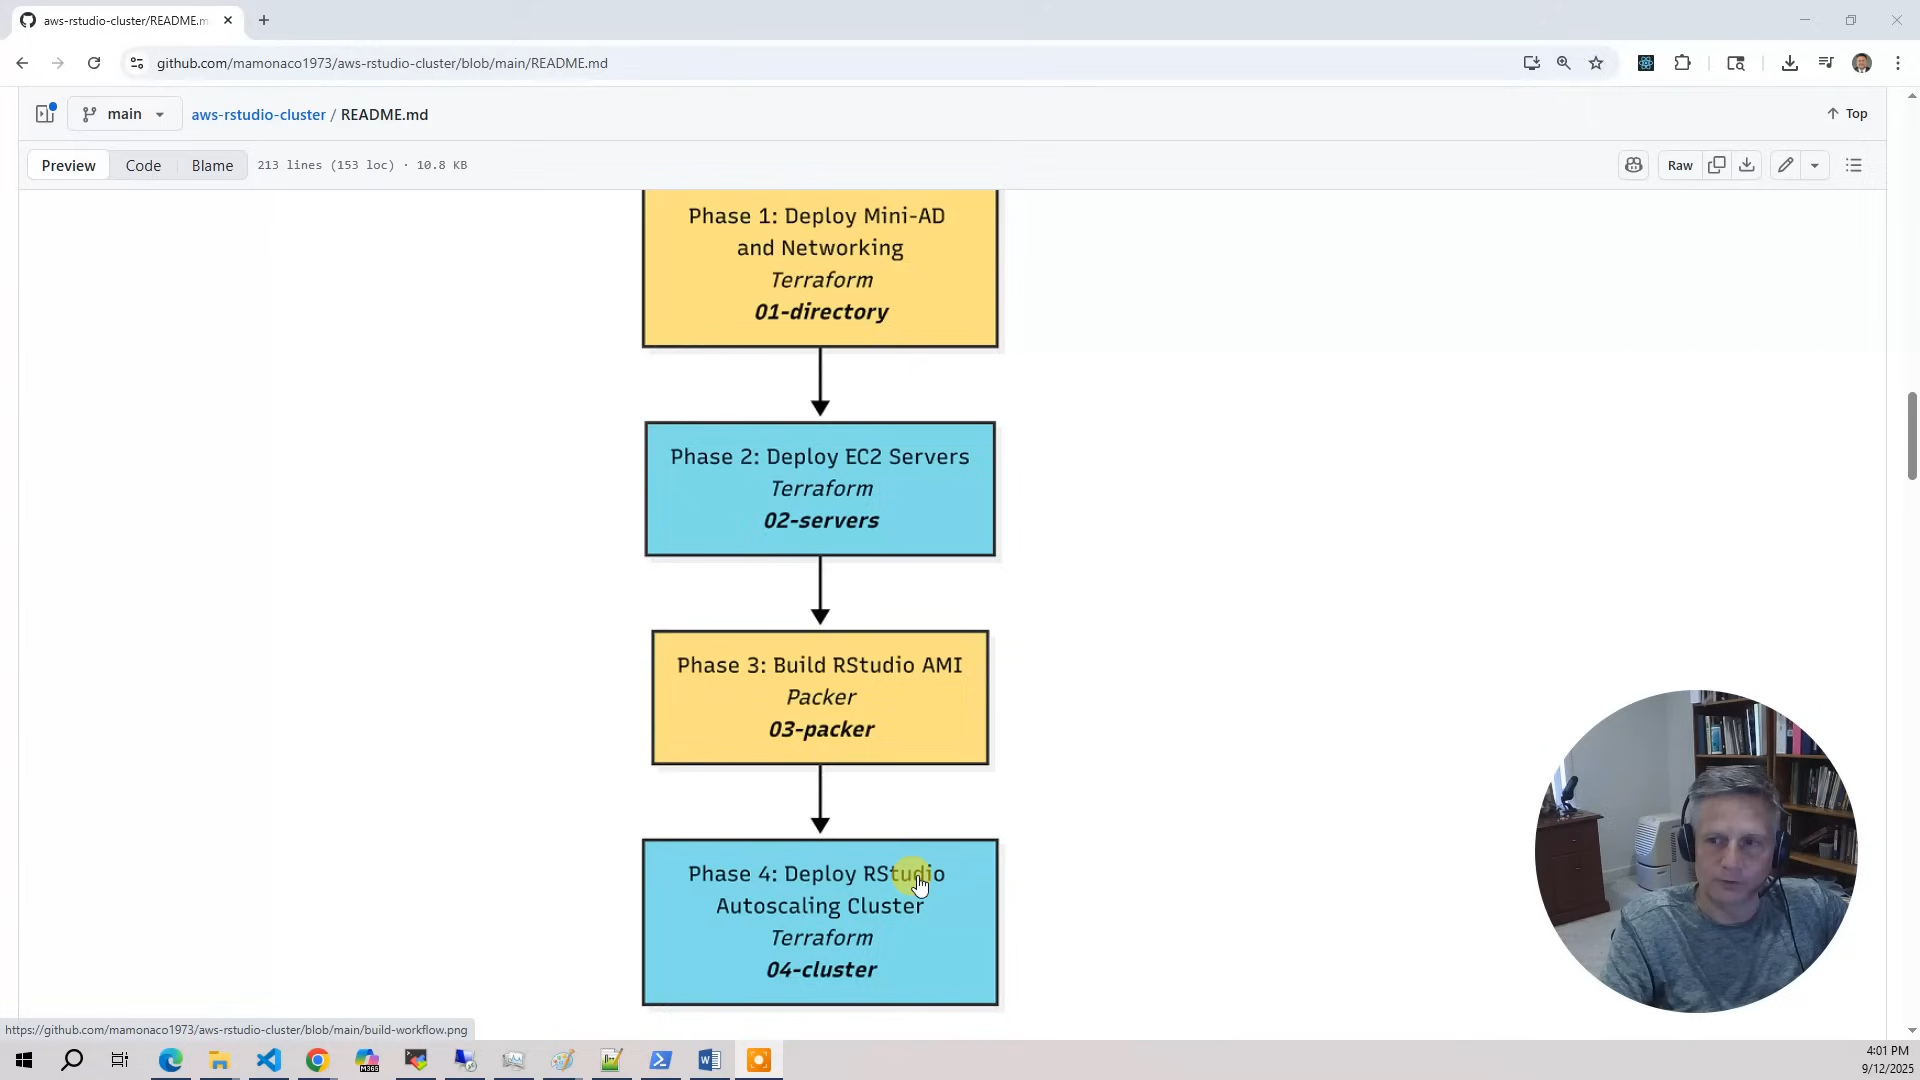 aws-rstudio-cluster/README.m
github.com/mamonaco1973/aws-rstudio-cluster/blob/main/README.md
main
aws-rstudio-cluster / README.md
Top
Preview
Code
Blame
213 lines (153 loc) · 10.8 KB
Raw
Phase 1: Deploy Mini-AD
and Networking
Terraform
01-directory
Phase 2: Deploy EC2 Servers
Terraform
02-servers
Phase 3: Build RStudio AMI
Packer
03-packer
Phase 4: Deploy RStudio
Autoscaling Cluster
Terraform
04-cluster
https://github.com/mamonaco1973/aws-rstudio-cluster/blob/main/build-workflow.png
M365
4:01 PM
9/12/2025